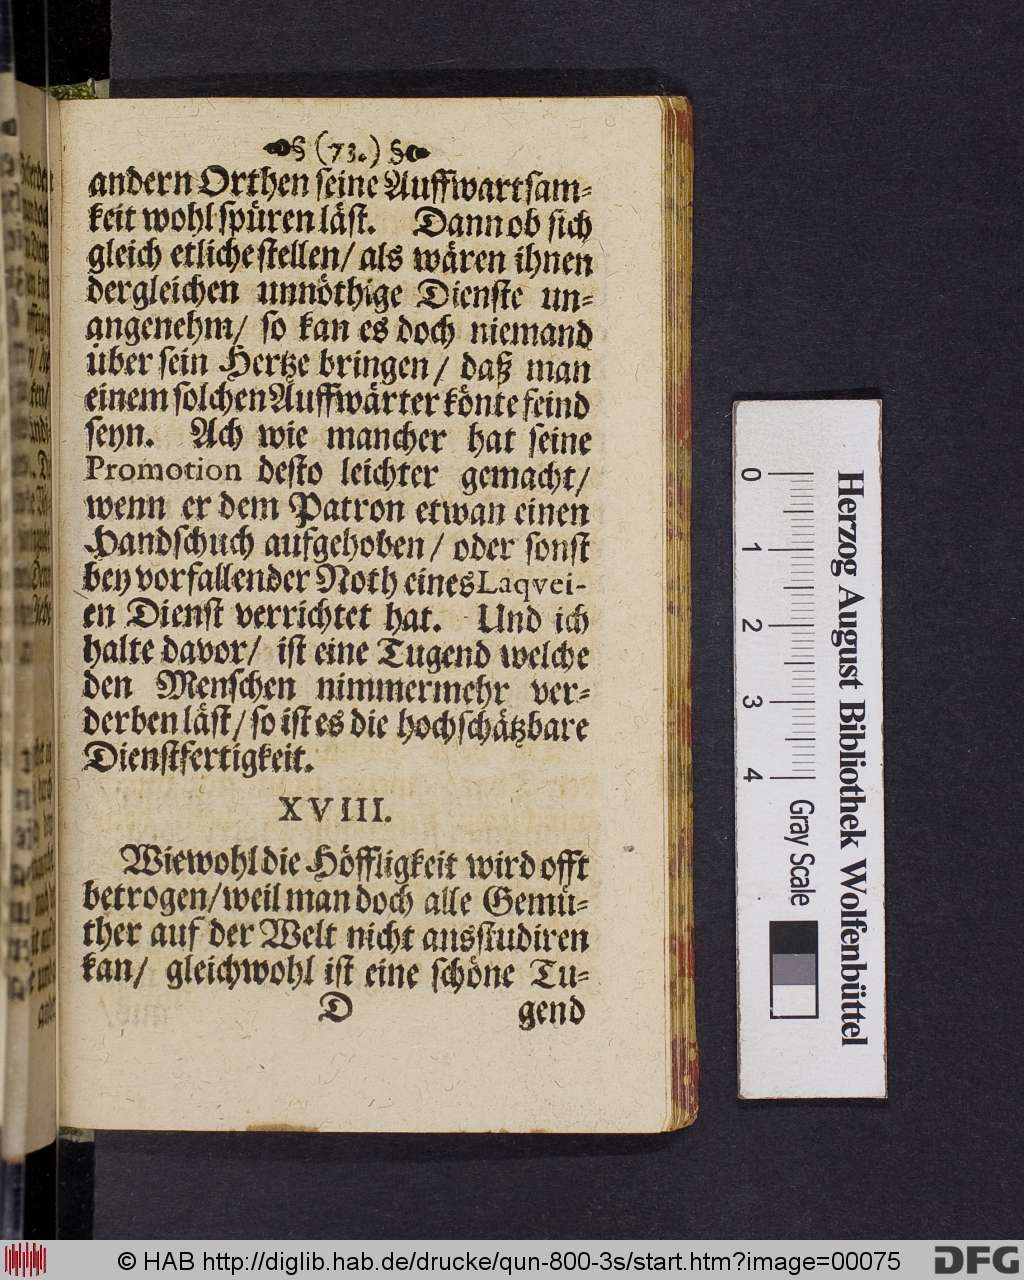 § (73.) §
andern Orthen seine Auffwartsam-
keit wohl spüren läst. Dann ob sich
gleich etliche stellen/ als wären ihnen
dergleichen unnöthige Dienste un-
angenehm/ so kan es doch niemand
über sein Hertze bringen/ daß man
einem solchen Auffwärter könte feind
seyn. Ach wie mancher hat seine
Promotion desto leichter gemacht/
wenn er dem Patron etwan einen
Handschuch aufgehoben/ oder sonst
bey vorfallender Noth eines Laqvei-
en Dienst verrichtet hat. Und ich
halte davor/ ist eine Tugend welche
den Menschen nimmermehr ver-
derben läst/ so ist es die hochschätzbare
Dienstfertigkeit.
XVIII.
Wiewohl die Höffligkeit wird offt
betrogen/ weil man doch alle Gemü-
ther auf der Welt nicht ausstudiren
kan/ gleichwohl ist eine schöne Tu-
D gend
0 1 2 3 4 Gray Scale
Herzog August Bibliothek Wolfenbüttel
© HAB http://diglib.hab.de/drucke/qun-800-3s/start.htm?image=00075
DFG